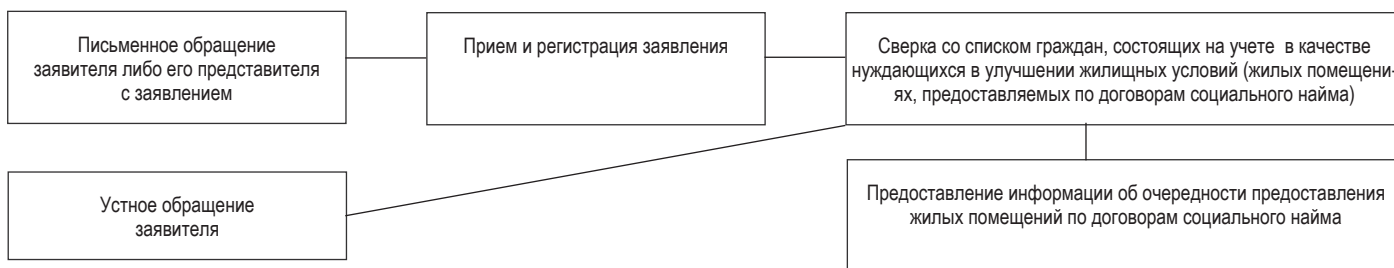 Письменное обращение
заявителя либо его представителя
с заявлением
Прием и регистрация заявления
Сверка со списком граждан, состоящих на учете в качестве
нуждающихся в улучшении жилищных условий (жилых помещени-
ях, предоставляемых по договорам социального найма)
Устное обращение
заявителя
Предоставление информации об очередности предоставления
жилых помещений по договорам социального найма